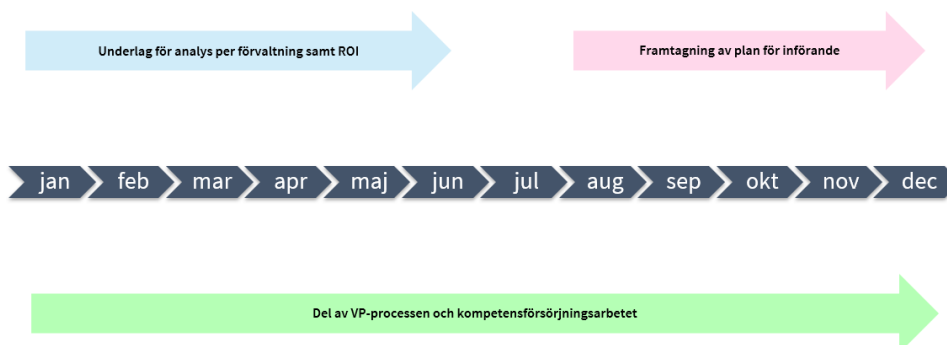 Underlag för analys per förvaltning samt ROI
Framtagning av plan för införande
jan feb mar apr maj jun jul aug sep okt nov dec
Del av VP-processen och kompetensförsörjningsarbetet